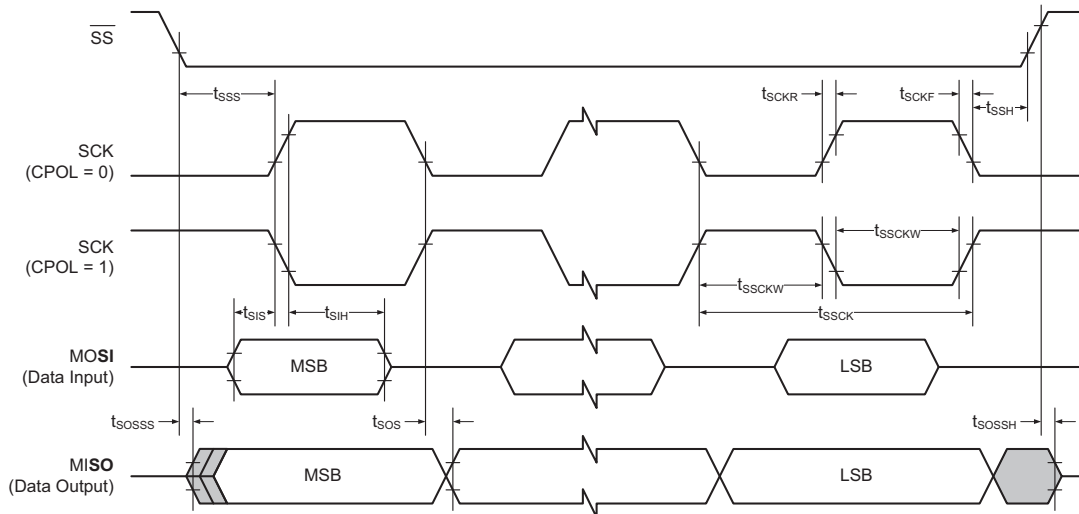 SS
tSSS
tSCKR
tSCKF
tSSH
SCK
(CPOL = 0)
SCK
(CPOL = 1)
tSSCKW
tSSCKW
tSIS
tSIH
tSSCK
MOSI
(Data Input)
MSB
LSB
tSOSSS
tSOS
tSOSSH
MISO
(Data Output)
MSB
LSB